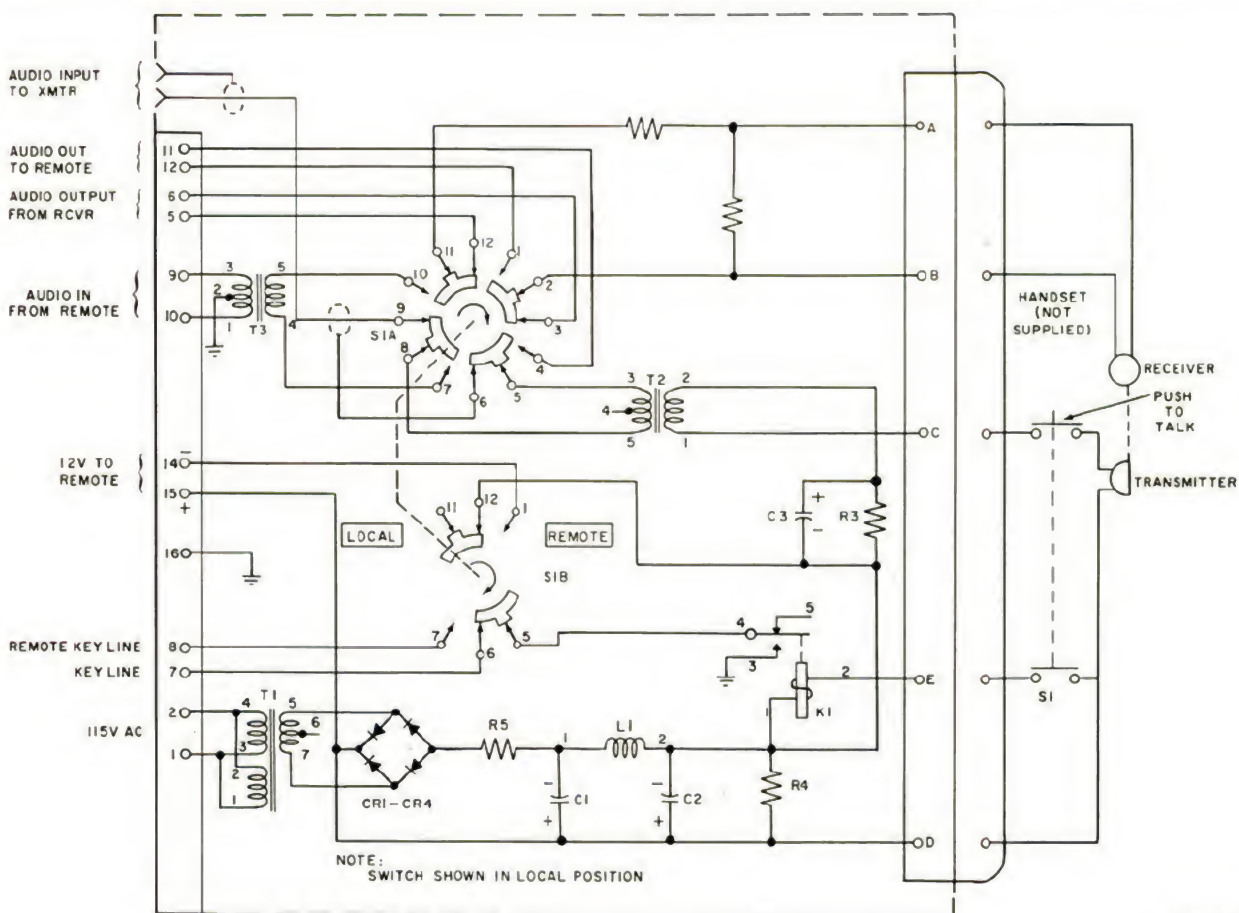 AUDIO INPUT
TO XMTR
AUDIO OUT
TO REMOTE
11
12
AUDIO OUTPUT
FROM RCVR
6
5
AUDIO IN
FROM REMOTE
9
10
3
2
1
T3
5
4
S1A
11
12
1
10
2
9
3
8
4
7
6
5
3
T2
2
4
5
1
A
B
C
E
D
HANDSET
(NOT
SUPPLIED)
RECEIVER
PUSH
TO
TALK
TRANSMITTER
S1
12V TO
REMOTE
-
14
15
+
16
LOCAL
REMOTE
11
12
1
S1B
7
6
5
C3
+
-
R3
4
5
3
2
1
K1
REMOTE KEY LINE
8
KEY LINE
7
115V AC
2
1
T1
4
3
2
1
5
6
7
CR1-CR4
R5
1
L1
2
-
C1
+
-
C2
+
R4
NOTE:
SWITCH SHOWN IN LOCAL POSITION